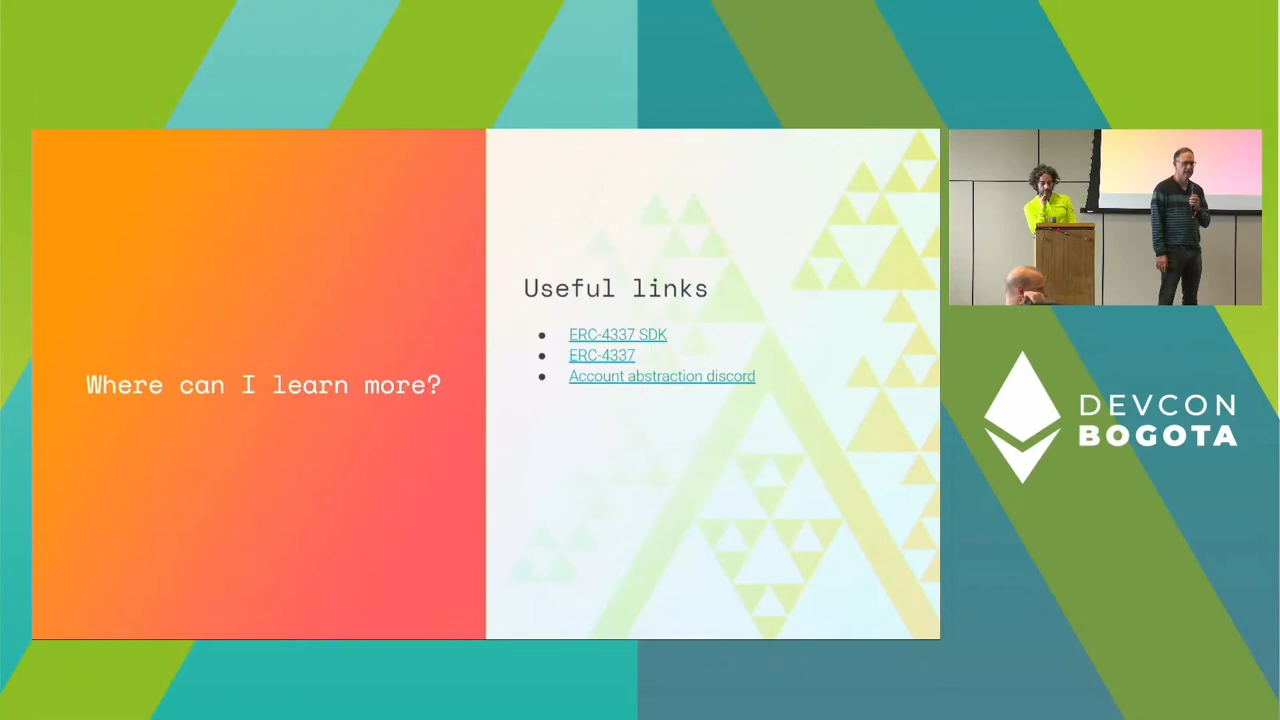 Where can I learn more?
Useful links
ERC-4337 SDK
ERC-4337
Account abstraction discord
DEVCON
BOGOTA